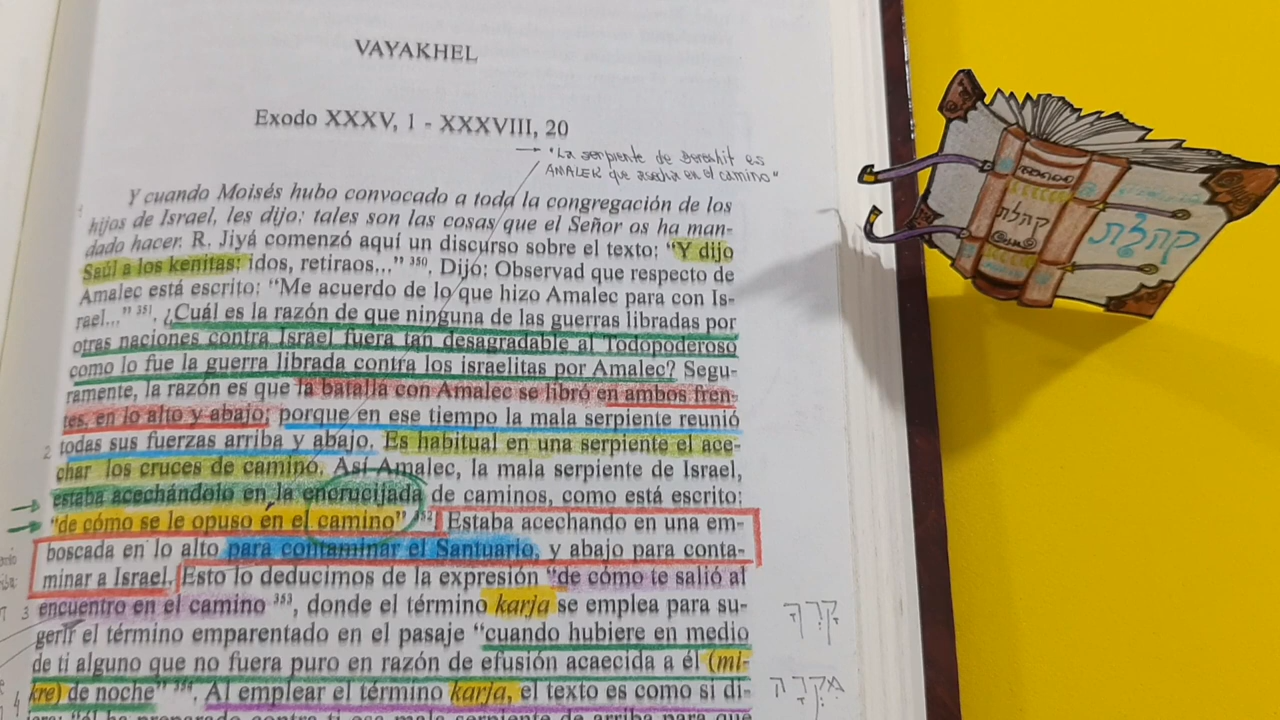 VAYAKHEL
Exodo XXXV, 1 - XXXVIII, 20
→ "La serpiente de Bereshit es
AMALEK que asecha en el camino"
Y cuando Moisés hubo convocado a toda la congregación de los
hijos de Israel, les dijo: tales son las cosas que el Señor os ha man-
dado hacer. R. Jiyá comenzó aquí un discurso sobre el texto: "Y dijo
Saúl a los kenitas: idos, retiraos..." 350. Dijo: Observad que respecto de
Amalec está escrito: "Me acuerdo de lo que hizo Amalec para con Is-
rael..." 351. ¿Cuál es la razón de que ninguna de las guerras libradas por
otras naciones contra Israel fuera tan desagradable al Todopoderoso
como lo fue la guerra librada contra los israelitas por Amalec? Segu-
ramente, la razón es que la batalla con Amalec se libró en ambos fren-
tes, en lo alto y abajo; porque en ese tiempo la mala serpiente reunió
2 todas sus fuerzas arriba y abajo. Es habitual en una serpiente el ace-
char los cruces de camino. Así Amalec, la mala serpiente de Israel,
estaba acechándolo en la encrucijada de caminos, como está escrito:
"de cómo se le opuso en el camino" 352. Estaba acechando en una em-
boscada en lo alto para contaminar el Santuario, y abajo para conta-
minar a Israel. Esto lo deducimos de la expresión "de cómo te salió al
3 encuentro en el camino 353, donde el término karja se emplea para su-
gerir el término emparentado en el pasaje "cuando hubiere en medio
de ti alguno que no fuera puro en razón de efusión acaecida a él (mi-
kre) de noche" 354. Al emplear el término karja, el texto es como si di-
קָרְךָ
מִקְרֵה
קהלת
קהלת